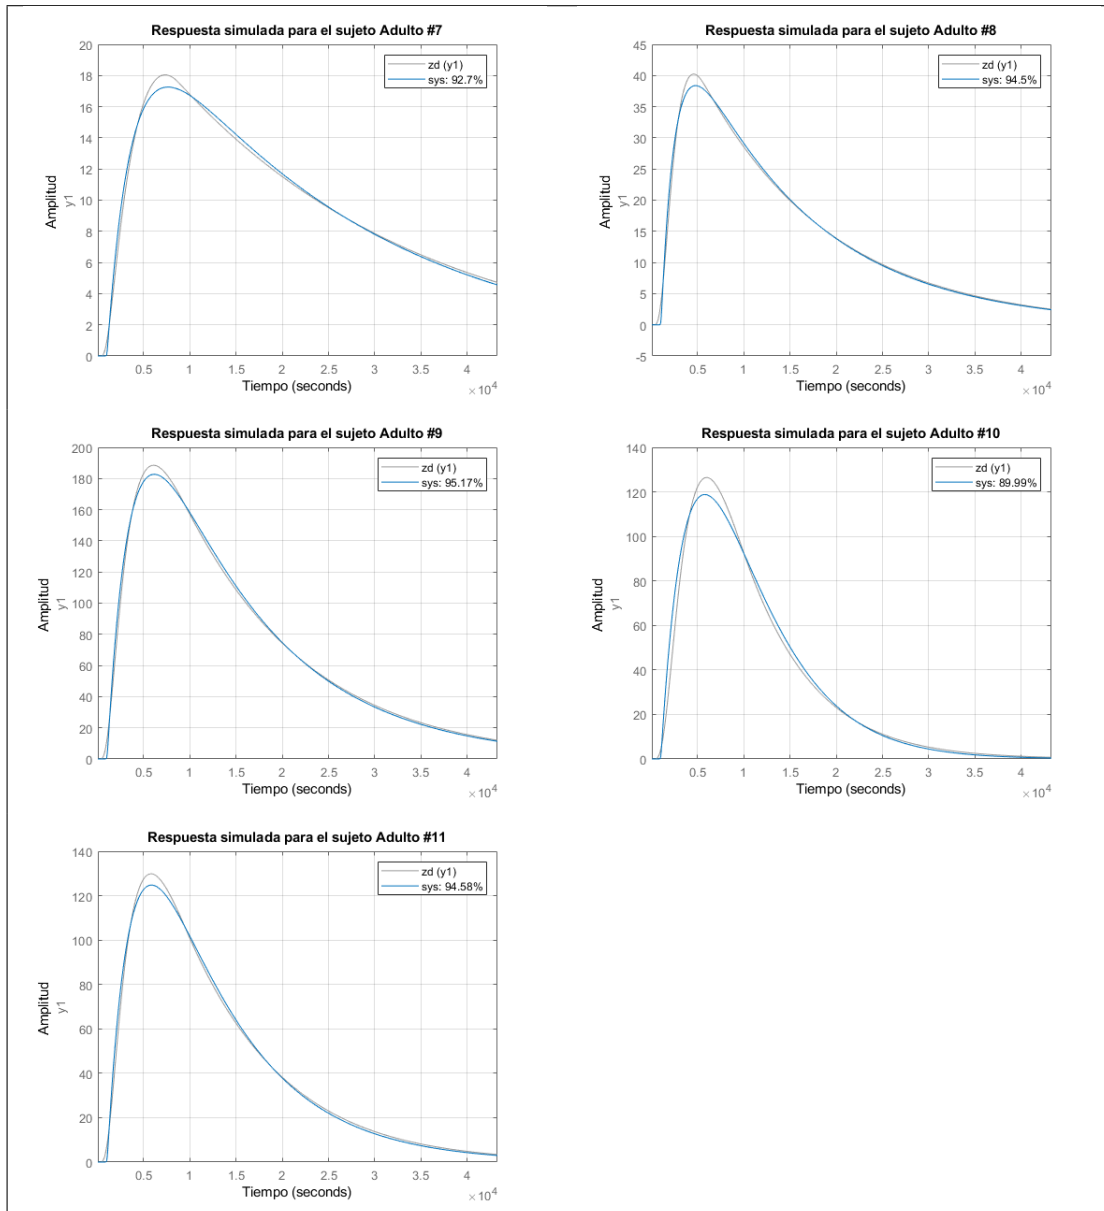 Respuesta simulada para el sujeto Adulto #7
20
18
16
14
12
10
8
6
4
2
0
Amplitud
y1
zd (y1)
sys: 92.7%
0.5 1 1.5 2 2.5 3 3.5 4
Tiempo (seconds)
×10^4
Respuesta simulada para el sujeto Adulto #8
45
40
35
30
25
20
15
10
5
0
-5
Amplitud
y1
zd (y1)
sys: 94.5%
0.5 1 1.5 2 2.5 3 3.5 4
Tiempo (seconds)
×10^4
Respuesta simulada para el sujeto Adulto #9
200
180
160
140
120
100
80
60
40
20
0
Amplitud
y1
zd (y1)
sys: 95.17%
0.5 1 1.5 2 2.5 3 3.5 4
Tiempo (seconds)
×10^4
Respuesta simulada para el sujeto Adulto #10
140
120
100
80
60
40
20
0
Amplitud
y1
zd (y1)
sys: 89.99%
0.5 1 1.5 2 2.5 3 3.5 4
Tiempo (seconds)
×10^4
Respuesta simulada para el sujeto Adulto #11
140
120
100
80
60
40
20
0
Amplitud
y1
zd (y1)
sys: 94.58%
0.5 1 1.5 2 2.5 3 3.5 4
Tiempo (seconds)
×10^4